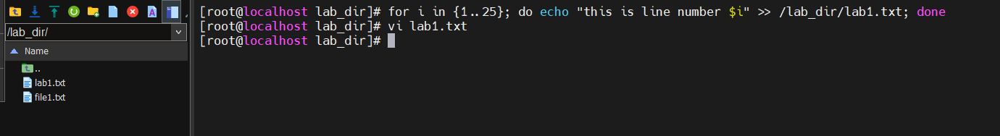 /lab_dir/
Name
..
lab1.txt
file1.txt
[root@localhost lab_dir]# for i in {1..25}; do echo "this is line number $i" >> /lab_dir/lab1.txt; done
[root@localhost lab_dir]# vi lab1.txt
[root@localhost lab_dir]#